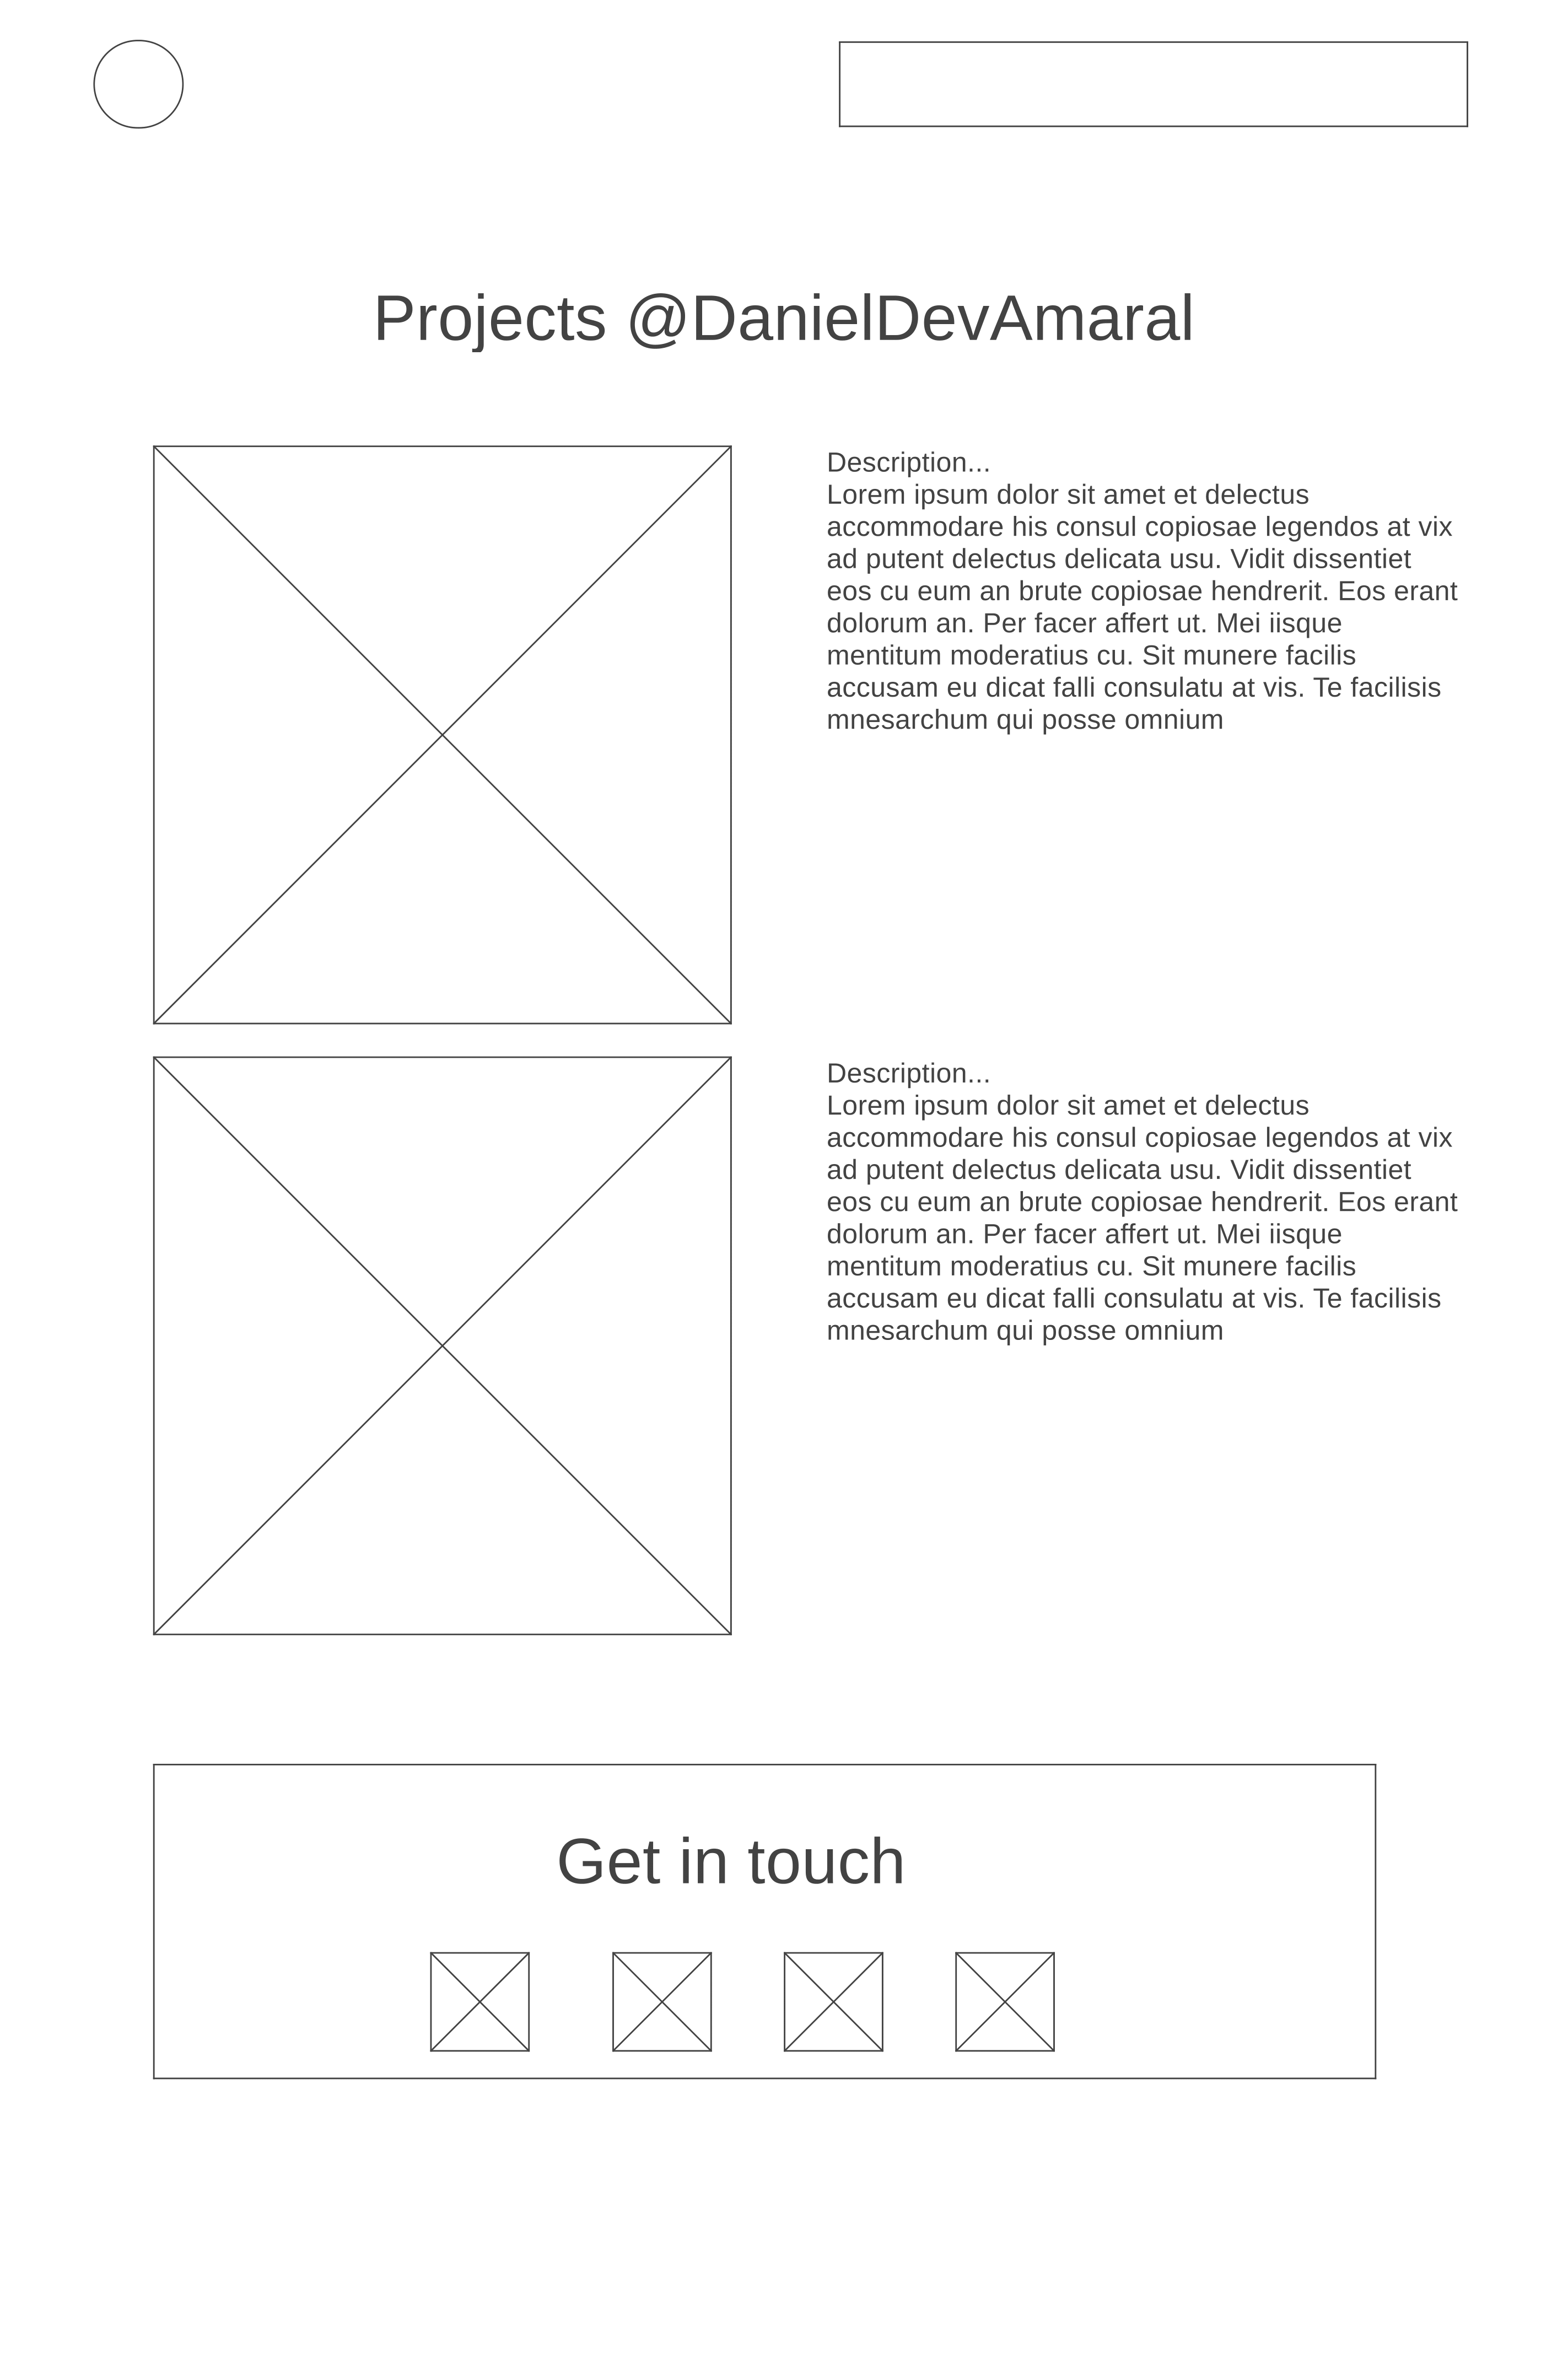 Projects @DanielDevAmaral
Description...
Lorem ipsum dolor sit amet et delectus
accommodare his consul copiosae legendos at vix
ad putent delectus delicata usu. Vidit dissentiet
eos cu eum an brute copiosae hendrerit. Eos erant
dolorum an. Per facer affert ut. Mei iisque
mentitum moderatius cu. Sit munere facilis
accusam eu dicat falli consulatu at vis. Te facilisis
mnesarchum qui posse omnium
Description...
Lorem ipsum dolor sit amet et delectus
accommodare his consul copiosae legendos at vix
ad putent delectus delicata usu. Vidit dissentiet
eos cu eum an brute copiosae hendrerit. Eos erant
dolorum an. Per facer affert ut. Mei iisque
mentitum moderatius cu. Sit munere facilis
accusam eu dicat falli consulatu at vis. Te facilisis
mnesarchum qui posse omnium
Get in touch